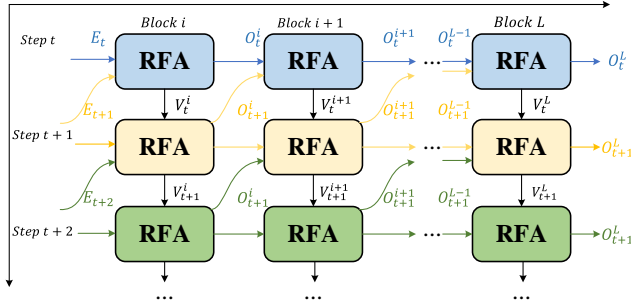 Block i Block i + 1 Block L
Step t E_t O_t^i O_t^{i+1} O_t^{L-1} O_t^L
RFA RFA ... RFA
E_{t+1} V_t^i O_{t+1}^i V_t^{i+1} O_{t+1}^{i+1} O_{t+1}^{L-1} V_t^L
Step t + 1 RFA RFA ... RFA O_{t+1}^L
E_{t+2} V_{t+1}^i O_{t+1}^i V_{t+1}^{i+1} O_{t+1}^{i+1} O_{t+1}^{L-1} V_{t+1}^L
Step t + 2 RFA RFA ... RFA O_{t+1}^L
... ... ...